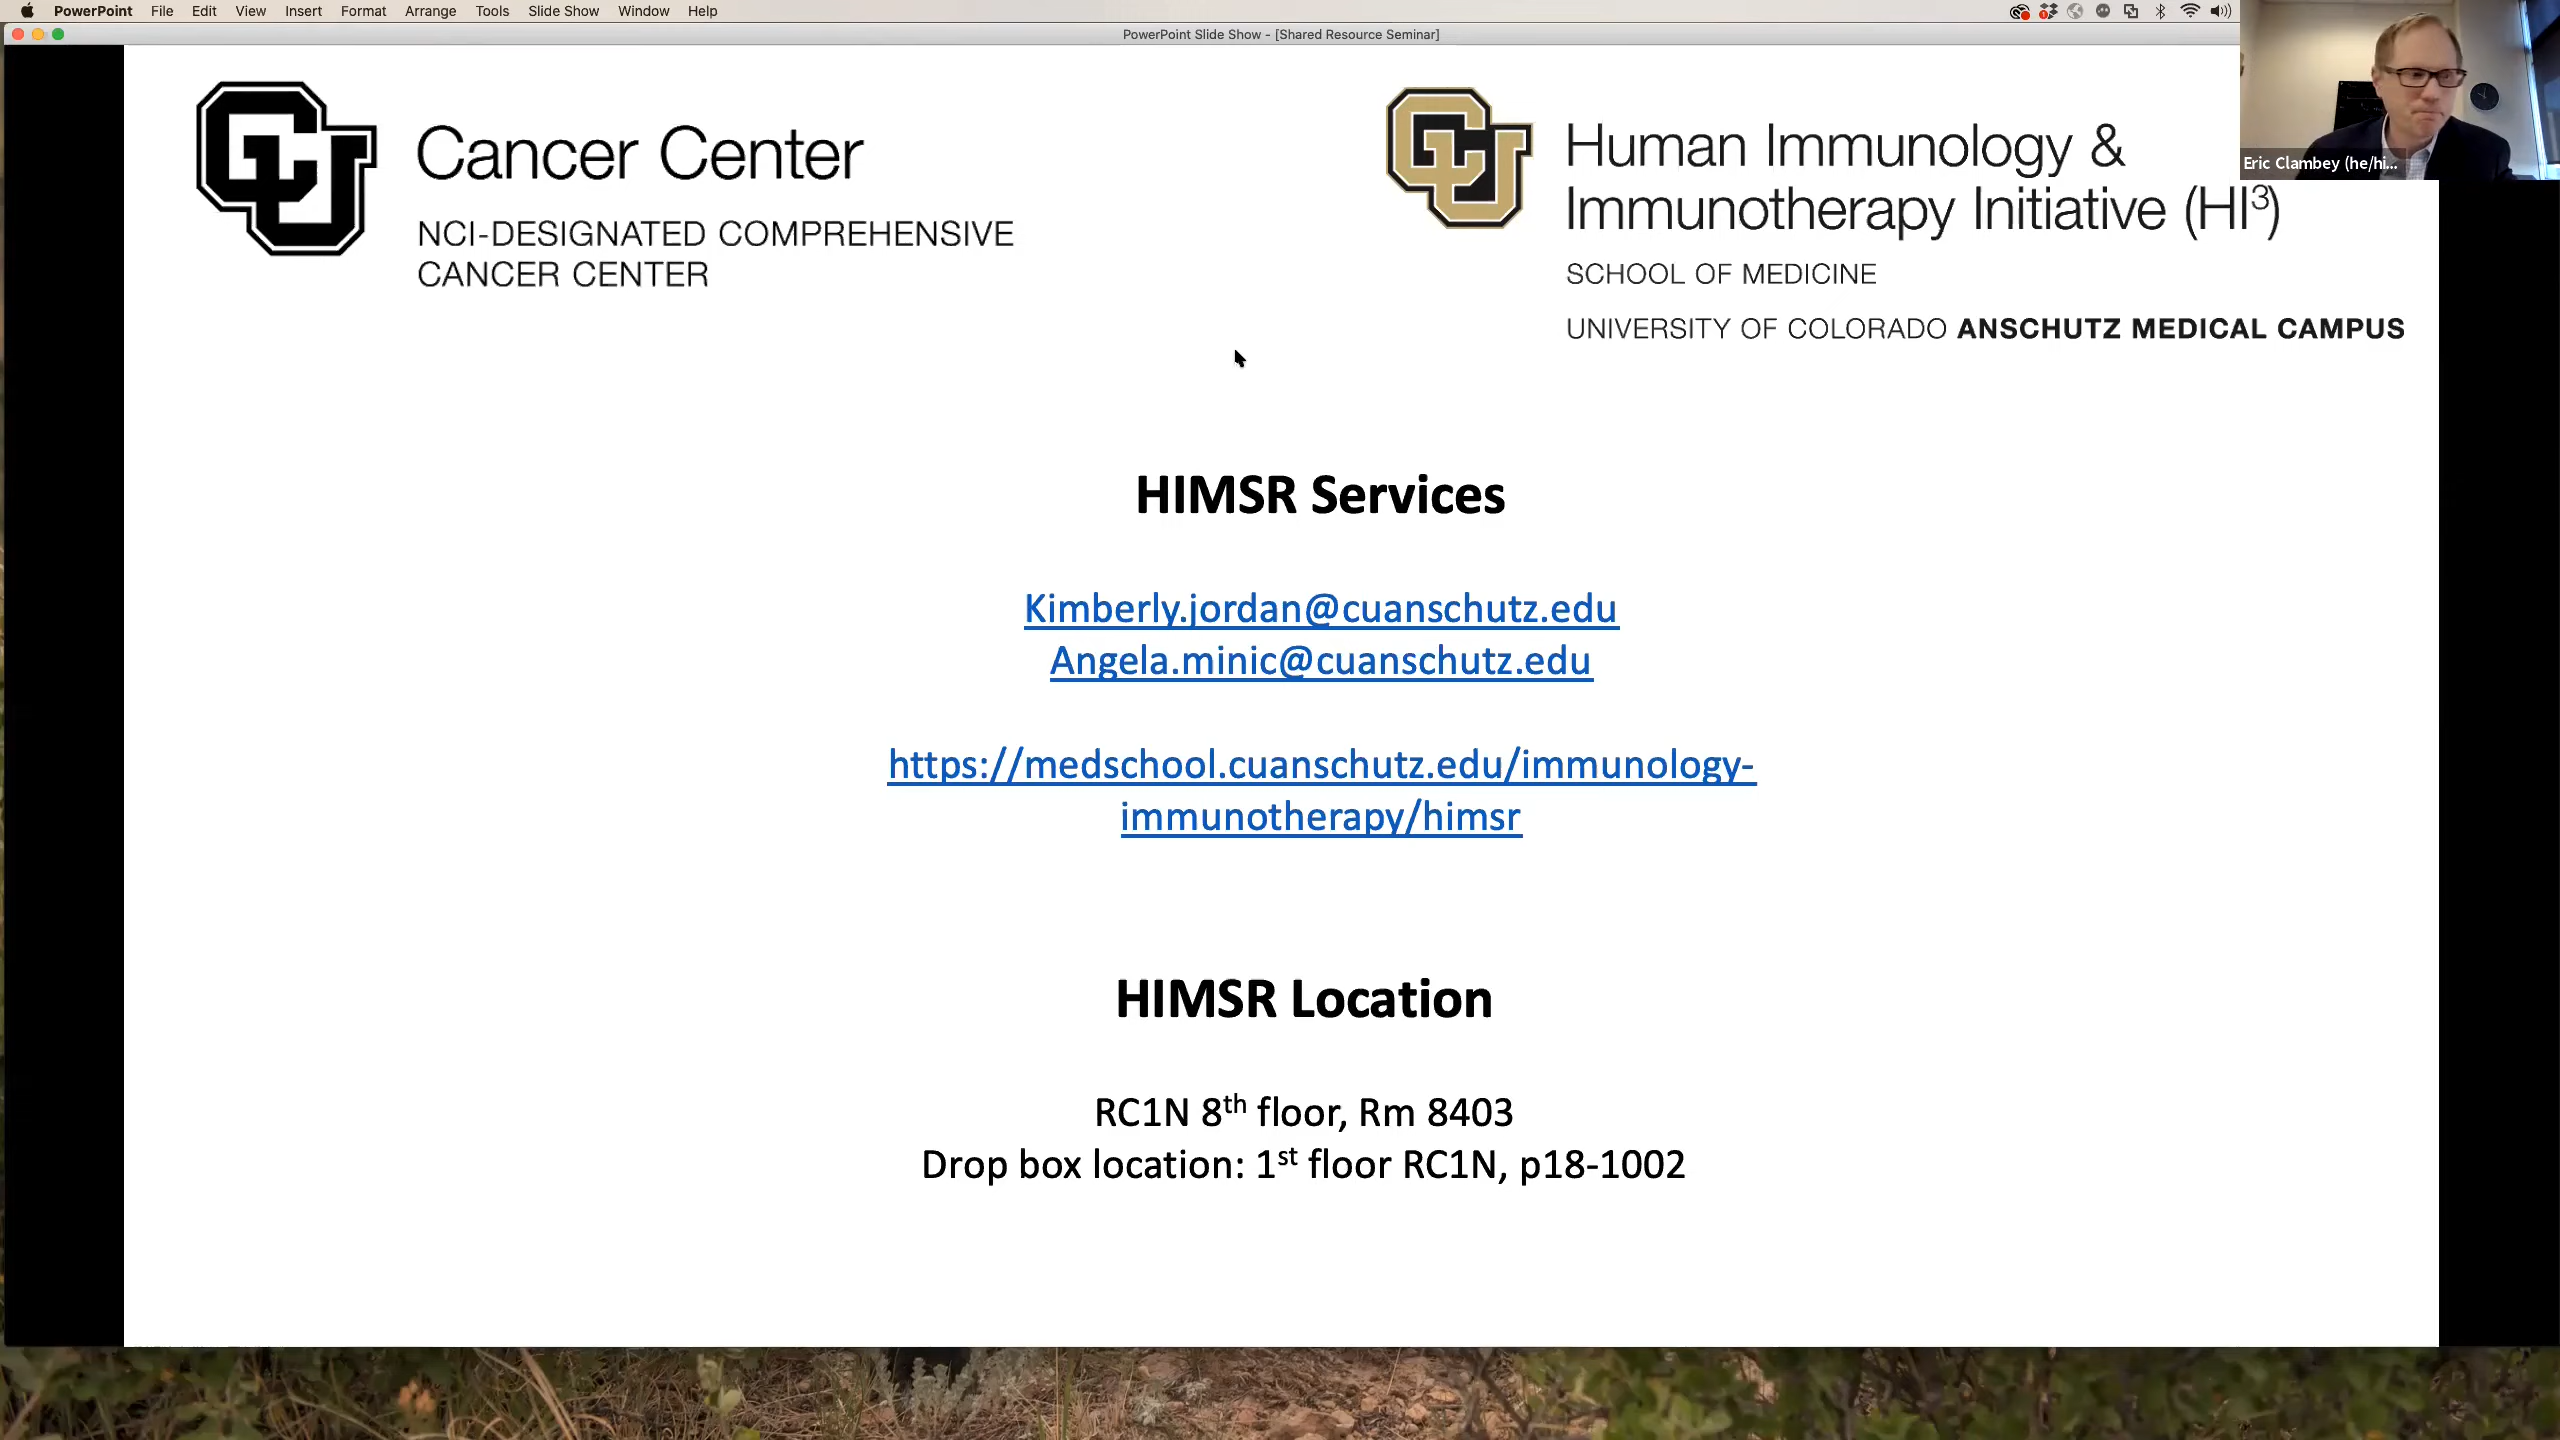 PowerPoint File Edit View Insert Format Arrange Tools Slide Show Window Help
PowerPoint Slide Show - [Shared Resource Seminar]
CU
Cancer Center
NCI-DESIGNATED COMPREHENSIVE
CANCER CENTER
CU
Human Immunology &
Immunotherapy Initiative (HI³)
SCHOOL OF MEDICINE
UNIVERSITY OF COLORADO ANSCHUTZ MEDICAL CAMPUS
Eric Clambey (he/hi...
HIMSR Services
Kimberly.jordan@cuanschutz.edu
Angela.minic@cuanschutz.edu
https://medschool.cuanschutz.edu/immunology-
immunotherapy/himsr
HIMSR Location
RC1N 8th floor, Rm 8403
Drop box location: 1st floor RC1N, p18-1002